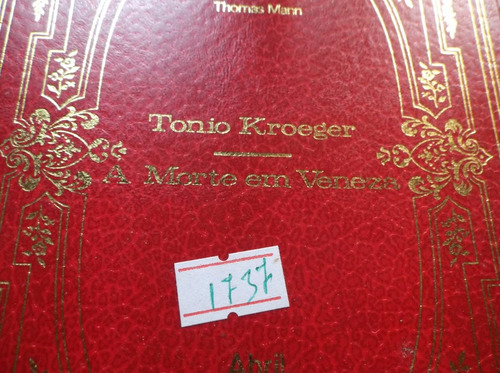 Thomas Mann
Tonio Kroeger
A Morte em Veneza
1737
Abril